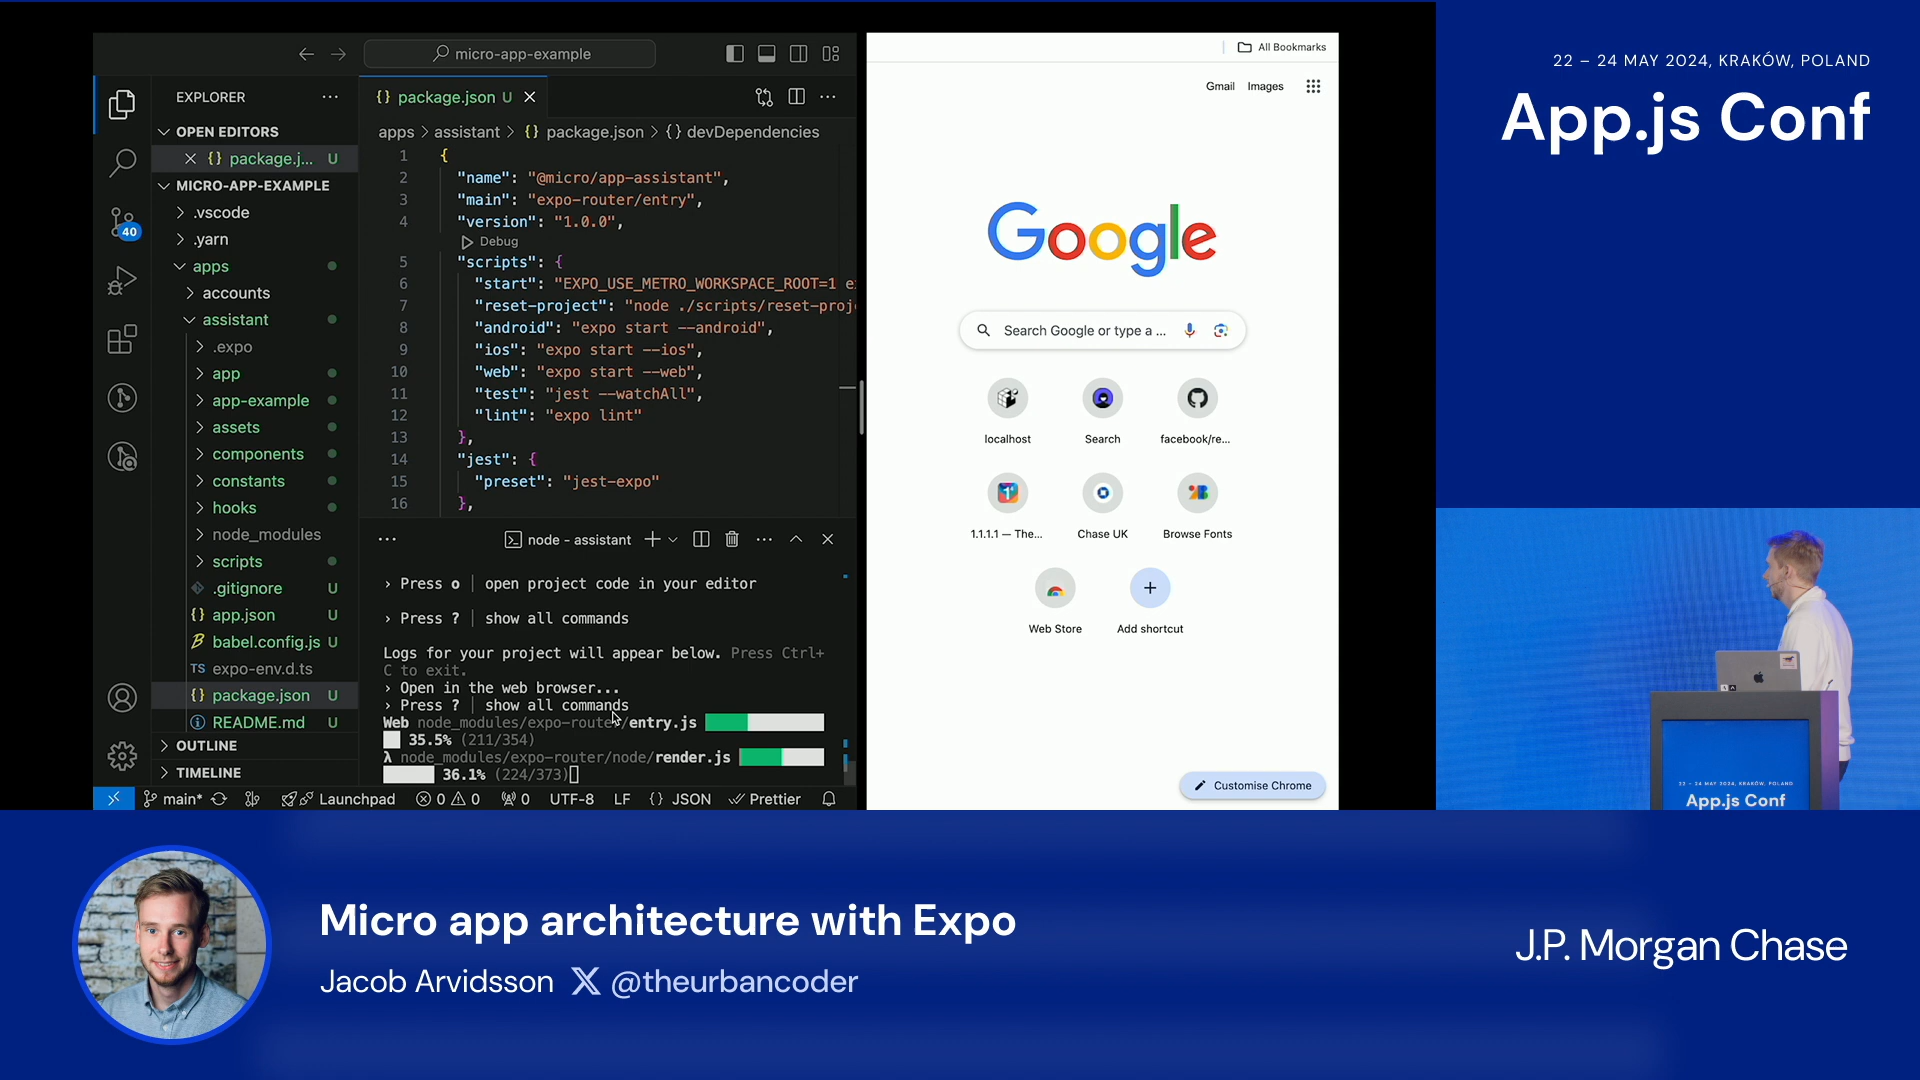 micro-app-example
EXPLORER
OPEN EDITORS
package.j... U
MICRO-APP-EXAMPLE
.vscode
.yarn
apps
accounts
assistant
.expo
app
app-example
assets
components
constants
hooks
node_modules
scripts
.gitignore U
app.json U
babel.config.js U
TS expo-env.d.ts
package.json U
README.md U
OUTLINE
TIMELINE
40
{} package.json U
apps > assistant > {} package.json > {} devDependencies
1 {
2 "name": "@micro/app-assistant",
3 "main": "expo-router/entry",
4 "version": "1.0.0",
Debug
5 "scripts": {
6 "start": "EXPO_USE_METRO_WORKSPACE_ROOT=1 e
7 "reset-project": "node ./scripts/reset-proj
8 "android": "expo start --android",
9 "ios": "expo start --ios",
10 "web": "expo start --web",
11 "test": "jest --watchAll",
12 "lint": "expo lint"
13 },
14 "jest": {
15 "preset": "jest-expo"
16 },
node - assistant
› Press o │ open project code in your editor
› Press ? │ show all commands
Logs for your project will appear below. Press Ctrl+
C to exit.
› Open in the web browser...
› Press ? │ show all commands
Web node_modules/expo-router/entry.js
35.5% (211/354)
λ node_modules/expo-router/node/render.js
36.1% (224/373)
main* Launchpad 0 0 0 UTF-8 LF {} JSON Prettier
All Bookmarks
Gmail Images
Google
Search Google or type a ...
localhost Search facebook/re...
1.1.1.1 — The... Chase UK Browse Fonts
Web Store Add shortcut
Customise Chrome
22 – 24 MAY 2024, KRAKÓW, POLAND
App.js Conf
22 – 24 MAY 2024, KRAKÓW, POLAND
App.js Conf
Micro app architecture with Expo
Jacob Arvidsson X @theurbancoder
J.P. Morgan Chase